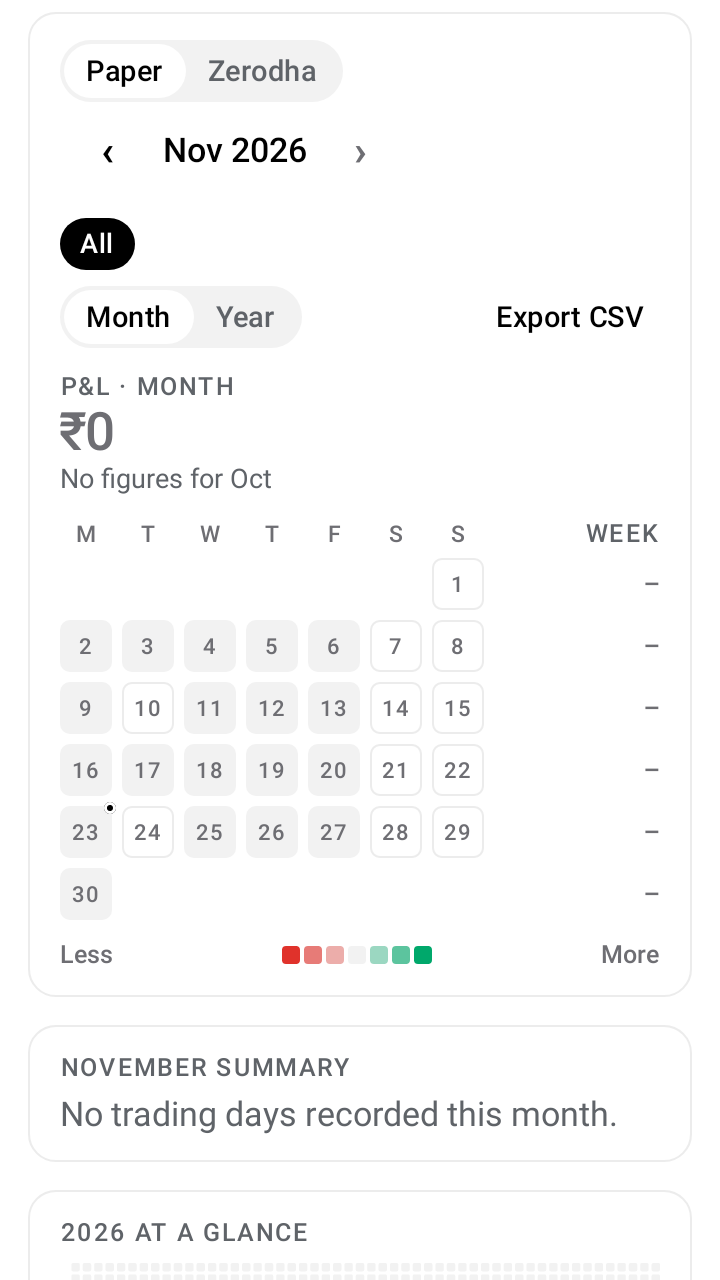 Paper Zerodha
‹ Nov 2026 ›
All
Month Year Export CSV
P&L · MONTH
₹0
No figures for Oct
M T W T F S S WEEK
1 –
2 3 4 5 6 7 8 –
9 10 11 12 13 14 15 –
16 17 18 19 20 21 22 –
23 24 25 26 27 28 29 –
30 –
Less More
NOVEMBER SUMMARY
No trading days recorded this month.
2026 AT A GLANCE